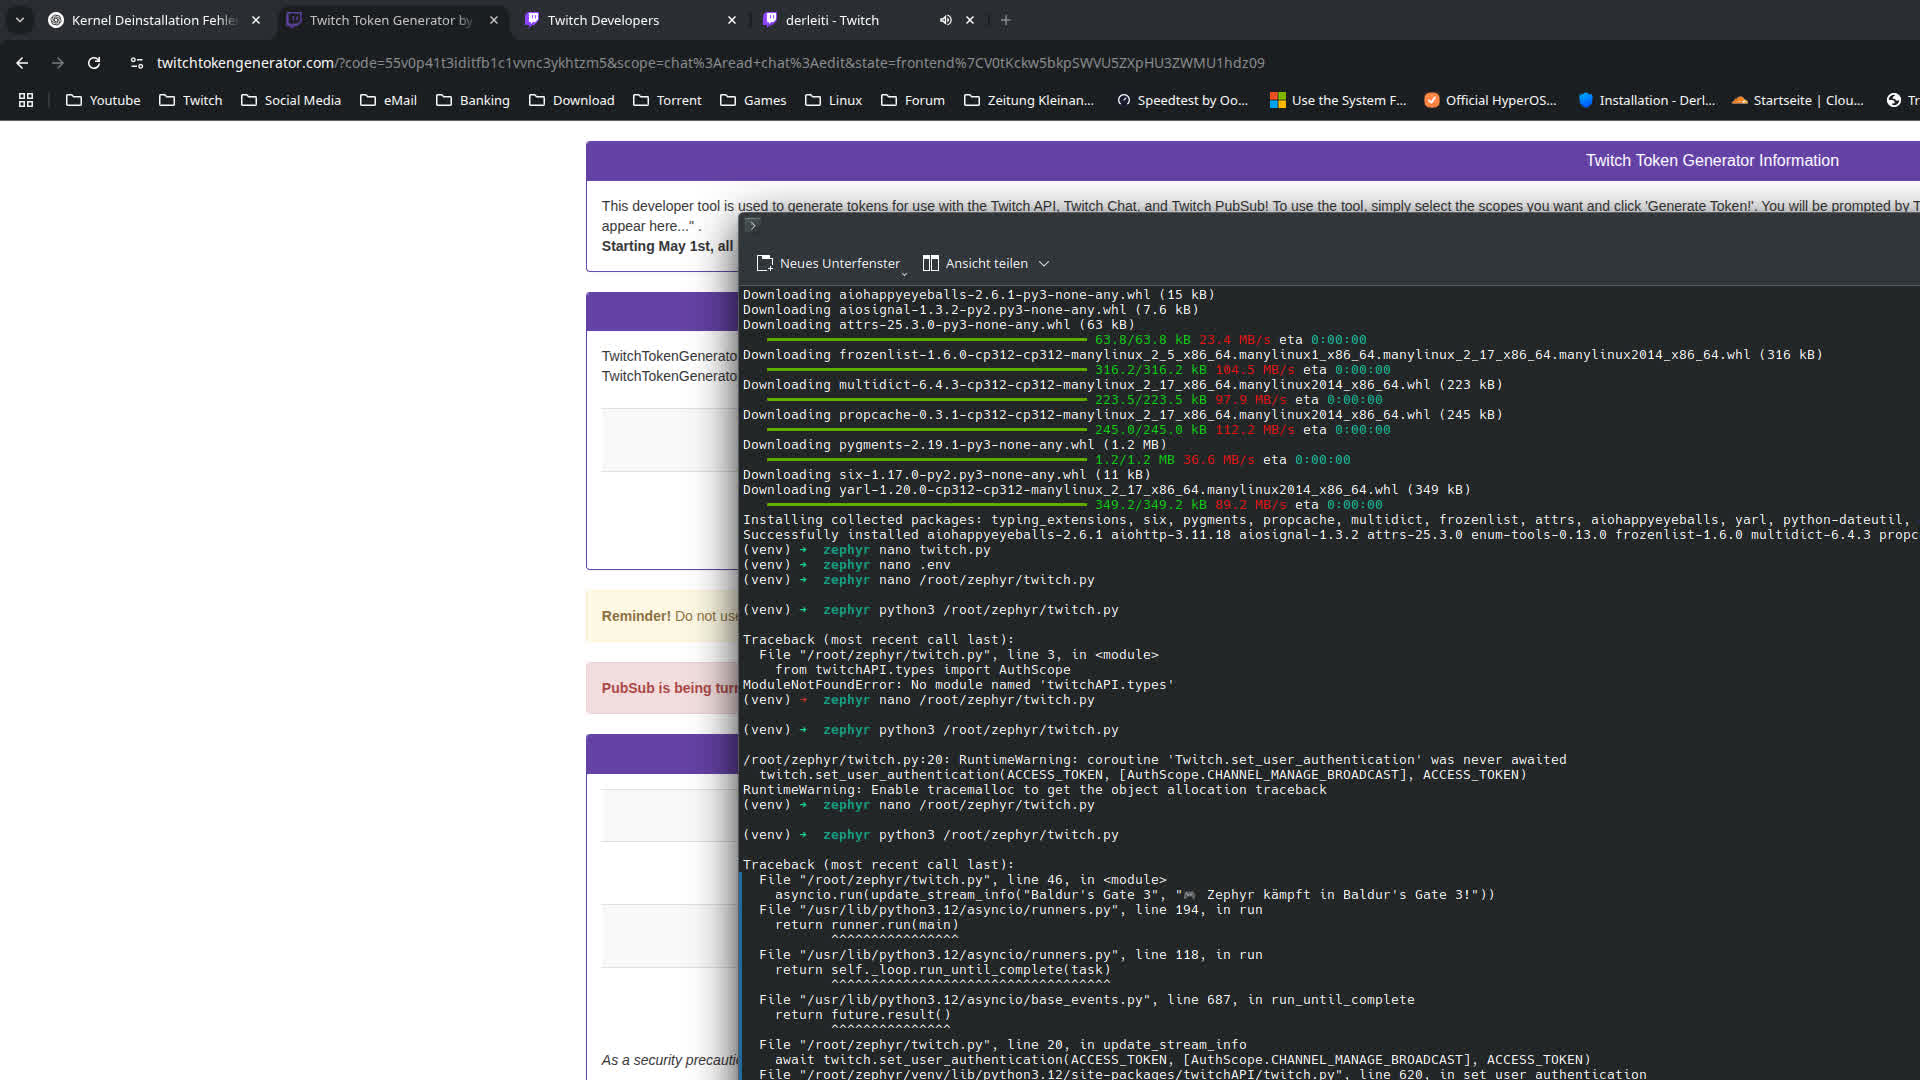 Kernel Deinstallation Fehle
Twitch Token Generator by
Twitch Developers
derleiti - Twitch
twitchtokengenerator.com/?code=55v0p41t3iditfb1c1vvnc3ykhtzm5&scope=chat%3Aread+chat%3Aedit&state=frontend%7CV0tKckw5bkpSWVU5ZXpHU3ZWMU1hdz09
Youtube
Twitch
Social Media
eMail
Banking
Download
Torrent
Games
Linux
Forum
Zeitung Kleinan...
Speedtest by Oo...
Use the System F...
Official HyperOS...
Installation - Derl...
Startseite | Clou...
Tr
Twitch Token Generator Information
This developer tool is used to generate tokens for use with the Twitch API, Twitch Chat, and Twitch PubSub! To use the tool, simply select the scopes you want and click 'Generate Token!'. You will be prompted by T
appear here..." .
Starting May 1st, all
TwitchTokenGenerato
TwitchTokenGenerato
Reminder! Do not use
PubSub is being turn
As a security precauti
Neues Unterfenster
Ansicht teilen
Downloading aiohappyeyeballs-2.6.1-py3-none-any.whl (15 kB)
Downloading aiosignal-1.3.2-py2.py3-none-any.whl (7.6 kB)
Downloading attrs-25.3.0-py3-none-any.whl (63 kB)
63.8/63.8 kB 23.4 MB/s eta 0:00:00
Downloading frozenlist-1.6.0-cp312-cp312-manylinux_2_5_x86_64.manylinux1_x86_64.manylinux_2_17_x86_64.manylinux2014_x86_64.whl (316 kB)
316.2/316.2 kB 104.5 MB/s eta 0:00:00
Downloading multidict-6.4.3-cp312-cp312-manylinux_2_17_x86_64.manylinux2014_x86_64.whl (223 kB)
223.5/223.5 kB 97.9 MB/s eta 0:00:00
Downloading propcache-0.3.1-cp312-cp312-manylinux_2_17_x86_64.manylinux2014_x86_64.whl (245 kB)
245.0/245.0 kB 112.2 MB/s eta 0:00:00
Downloading pygments-2.19.1-py3-none-any.whl (1.2 MB)
1.2/1.2 MB 36.6 MB/s eta 0:00:00
Downloading six-1.17.0-py2.py3-none-any.whl (11 kB)
Downloading yarl-1.20.0-cp312-cp312-manylinux_2_17_x86_64.manylinux2014_x86_64.whl (349 kB)
349.2/349.2 kB 89.2 MB/s eta 0:00:00
Installing collected packages: typing_extensions, six, pygments, propcache, multidict, frozenlist, attrs, aiohappyeyeballs, yarl, python-dateutil,
Successfully installed aiohappyeyeballs-2.6.1 aiohttp-3.11.18 aiosignal-1.3.2 attrs-25.3.0 enum-tools-0.13.0 frozenlist-1.6.0 multidict-6.4.3 propc
(venv) ➜  zephyr nano twitch.py
(venv) ➜  zephyr nano .env
(venv) ➜  zephyr nano /root/zephyr/twitch.py
(venv) ➜  zephyr python3 /root/zephyr/twitch.py
Traceback (most recent call last):
  File "/root/zephyr/twitch.py", line 3, in <module>
    from twitchAPI.types import AuthScope
ModuleNotFoundError: No module named 'twitchAPI.types'
(venv) ➜  zephyr nano /root/zephyr/twitch.py
(venv) ➜  zephyr python3 /root/zephyr/twitch.py
/root/zephyr/twitch.py:20: RuntimeWarning: coroutine 'Twitch.set_user_authentication' was never awaited
  twitch.set_user_authentication(ACCESS_TOKEN, [AuthScope.CHANNEL_MANAGE_BROADCAST], ACCESS_TOKEN)
RuntimeWarning: Enable tracemalloc to get the object allocation traceback
(venv) ➜  zephyr nano /root/zephyr/twitch.py
(venv) ➜  zephyr python3 /root/zephyr/twitch.py
Traceback (most recent call last):
  File "/root/zephyr/twitch.py", line 46, in <module>
    asyncio.run(update_stream_info("Baldur's Gate 3", "🎮 Zephyr kämpft in Baldur's Gate 3!"))
  File "/usr/lib/python3.12/asyncio/runners.py", line 194, in run
    return runner.run(main)
           ^^^^^^^^^^^^^^^^
  File "/usr/lib/python3.12/asyncio/runners.py", line 118, in run
    return self._loop.run_until_complete(task)
           ^^^^^^^^^^^^^^^^^^^^^^^^^^^^^^^^^^^
  File "/usr/lib/python3.12/asyncio/base_events.py", line 687, in run_until_complete
    return future.result()
           ^^^^^^^^^^^^^^^
  File "/root/zephyr/twitch.py", line 20, in update_stream_info
    await twitch.set_user_authentication(ACCESS_TOKEN, [AuthScope.CHANNEL_MANAGE_BROADCAST], ACCESS_TOKEN)
  File "/root/zephyr/venv/lib/python3.12/site-packages/twitchAPI/twitch.py", line 620, in set_user_authentication